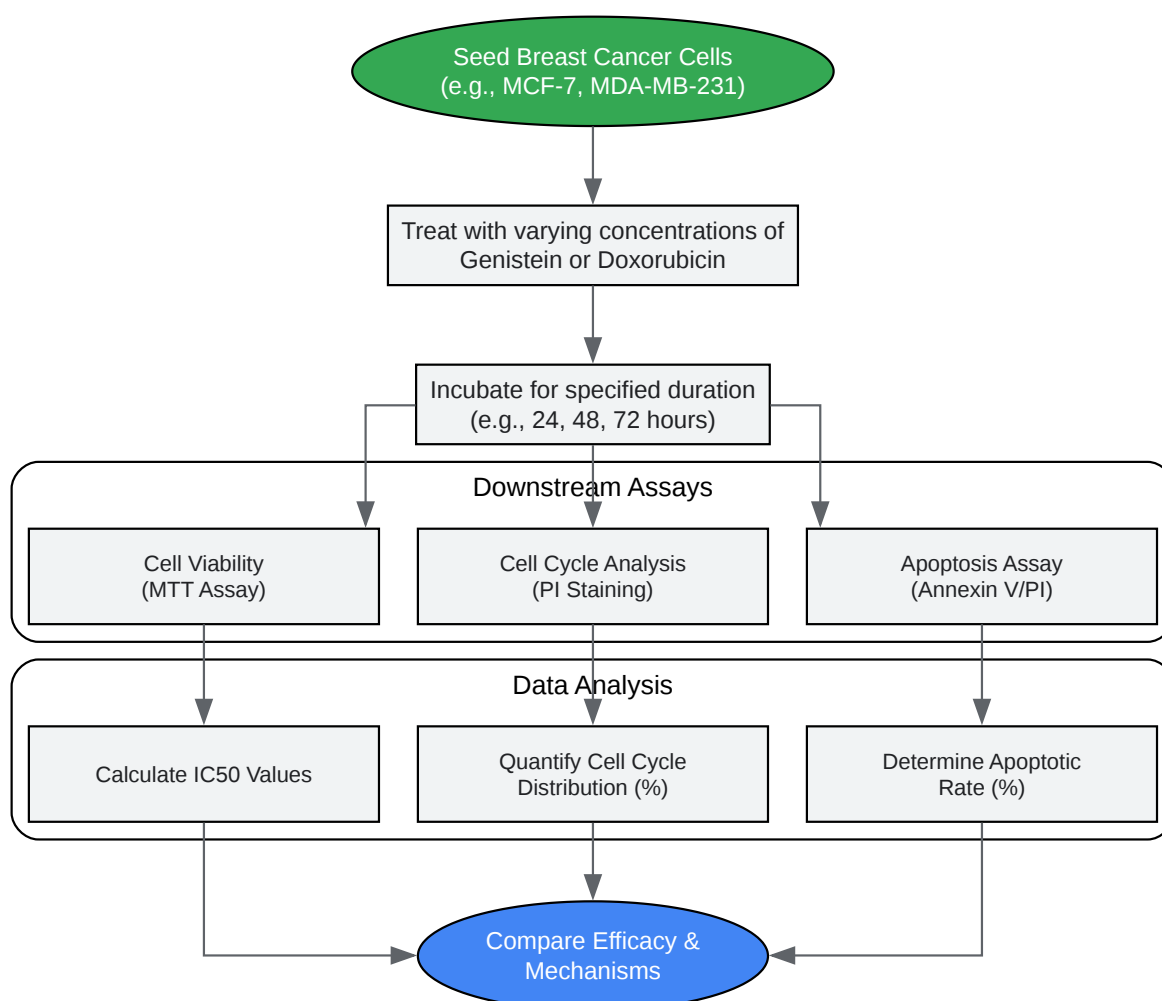 Seed Breast Cancer Cells
(e.g., MCF-7, MDA-MB-231)
Treat with varying concentrations of
Genistein or Doxorubicin
Incubate for specified duration
(e.g., 24, 48, 72 hours)
Downstream Assays
Cell Viability
(MTT Assay)
Cell Cycle Analysis
(PI Staining)
Apoptosis Assay
(Annexin V/PI)
Data Analysis
Calculate IC50 Values
Quantify Cell Cycle
Distribution (%)
Determine Apoptotic
Rate (%)
Compare Efficacy &
Mechanisms